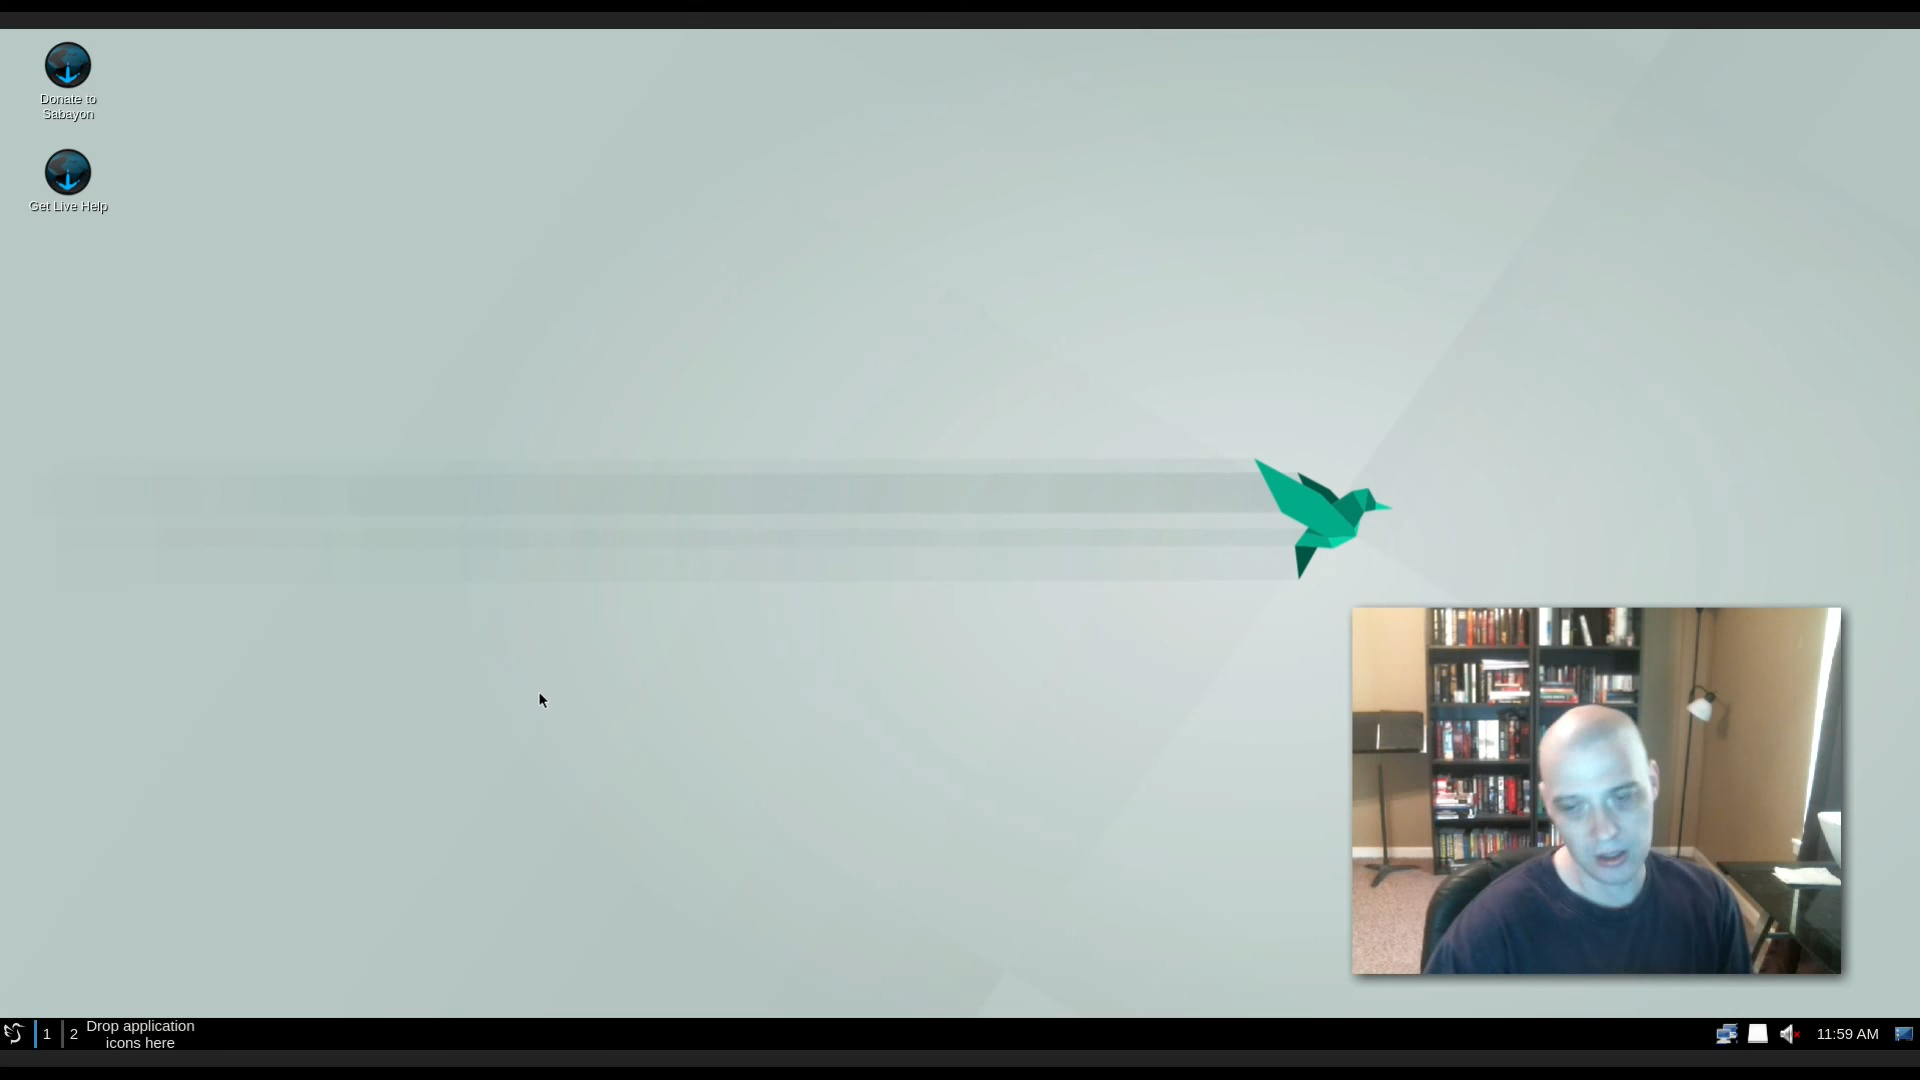 Donate to
Sabayon
Get Live Help
1
2
Drop application
icons here
11:59 AM